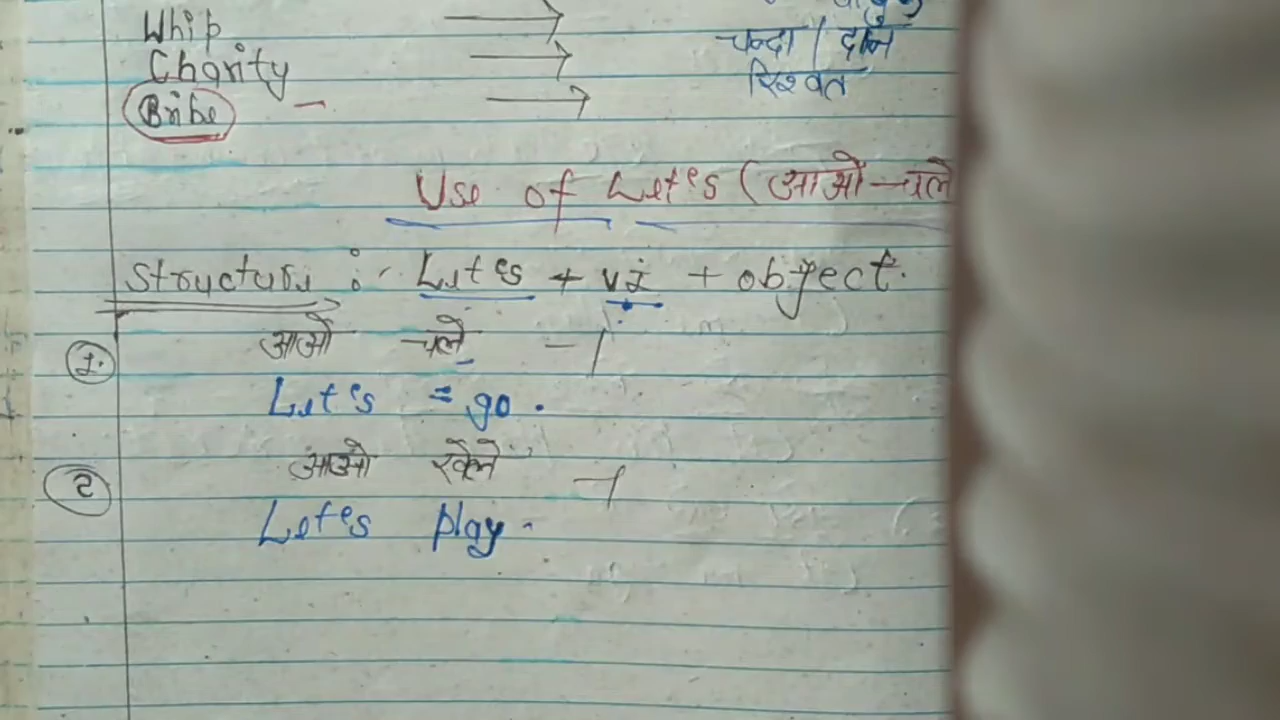 Whip →
Charity → चन्दा / दान
Bribe – → रिश्वत
Use of Let's (आओ-चले
Structure :- Let's + v1 + object.
1. आओ चले -।
Let's = go.
2 आओ खेले -।
Let's play.